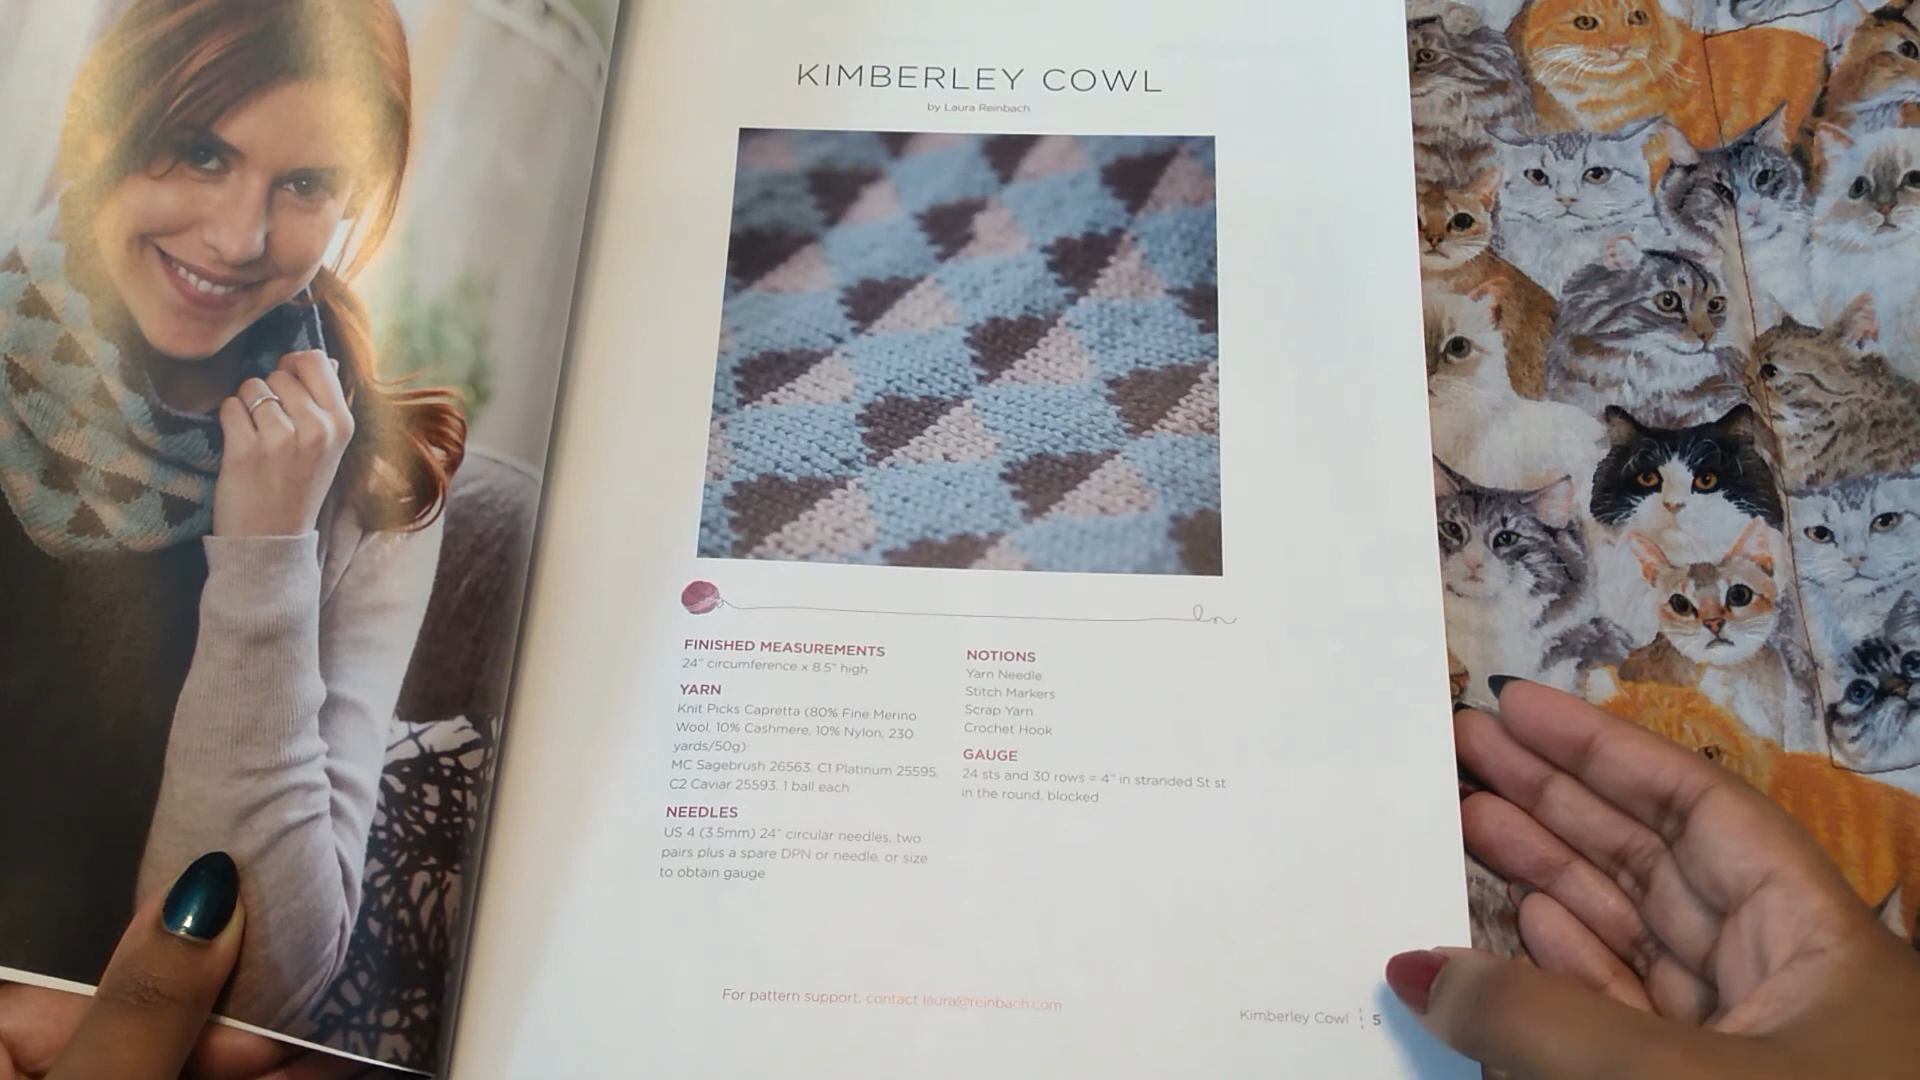 KIMBERLEY COWL
by Laura Reinbach
FINISHED MEASUREMENTS
24" circumference x 8.5" high
YARN
Knit Picks Capretta (80% Fine Merino
Wool, 10% Cashmere, 10% Nylon; 230
yards/50g):
MC Sagebrush 26563, C1 Platinum 25595,
C2 Caviar 25593, 1 ball each
NEEDLES
US 4 (3.5mm) 24" circular needles, two
pairs plus a spare DPN or needle, or size
to obtain gauge
NOTIONS
Yarn Needle
Stitch Markers
Scrap Yarn
Crochet Hook
GAUGE
24 sts and 30 rows = 4" in stranded St st
in the round, blocked
For pattern support, contact laura@reinbach.com
Kimberley Cowl 5